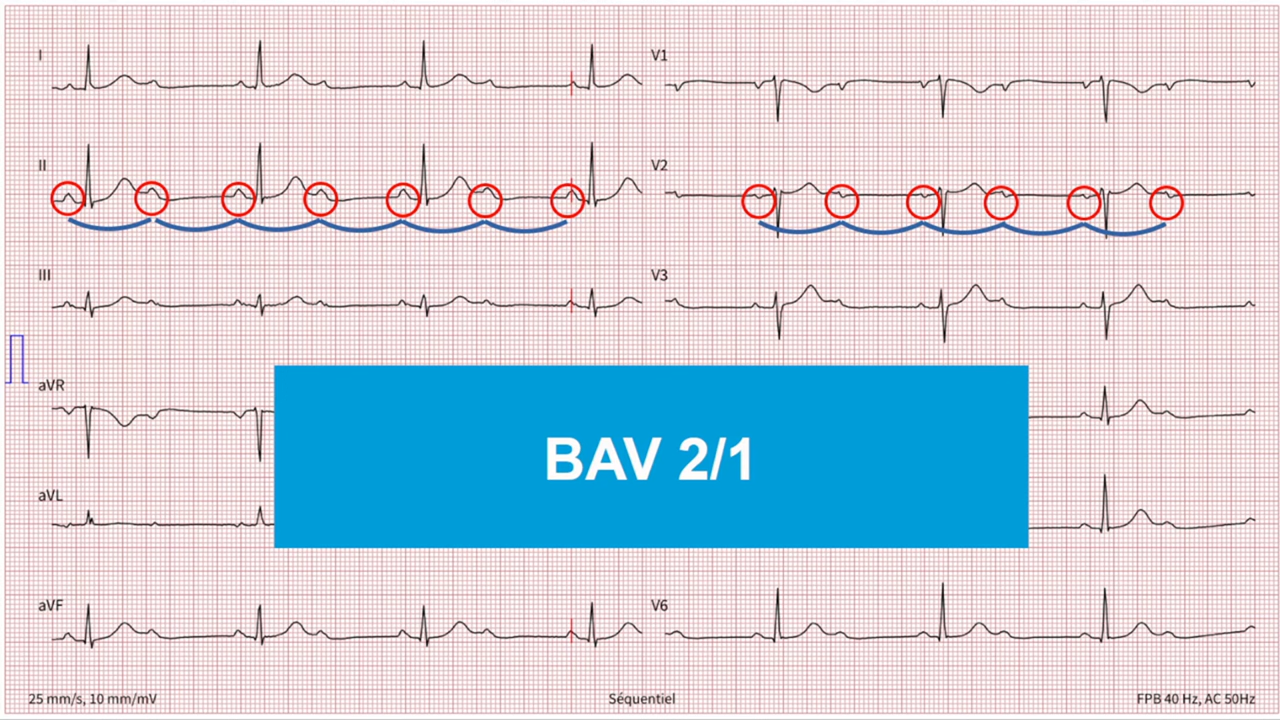 I
V1
II
V2
III
V3
aVR
BAV 2/1
aVL
aVF
V6
25 mm/s, 10 mm/mV
Séquentiel
FPB 40 Hz, AC 50Hz